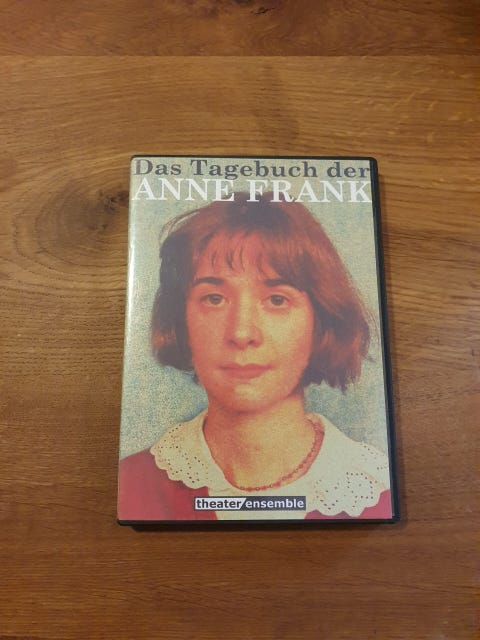 Das Tagebuch der
ANNE FRANK
theater/ensemble